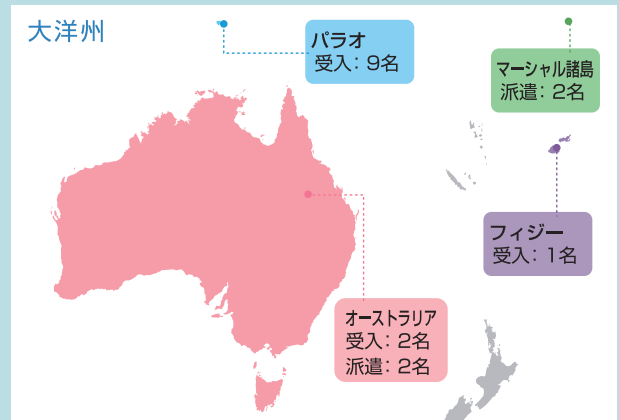 大洋州
パラオ
受入：9名
マーシャル諸島
派遣：2名
フィジー
受入：1名
オーストラリア
受入：2名
派遣：2名